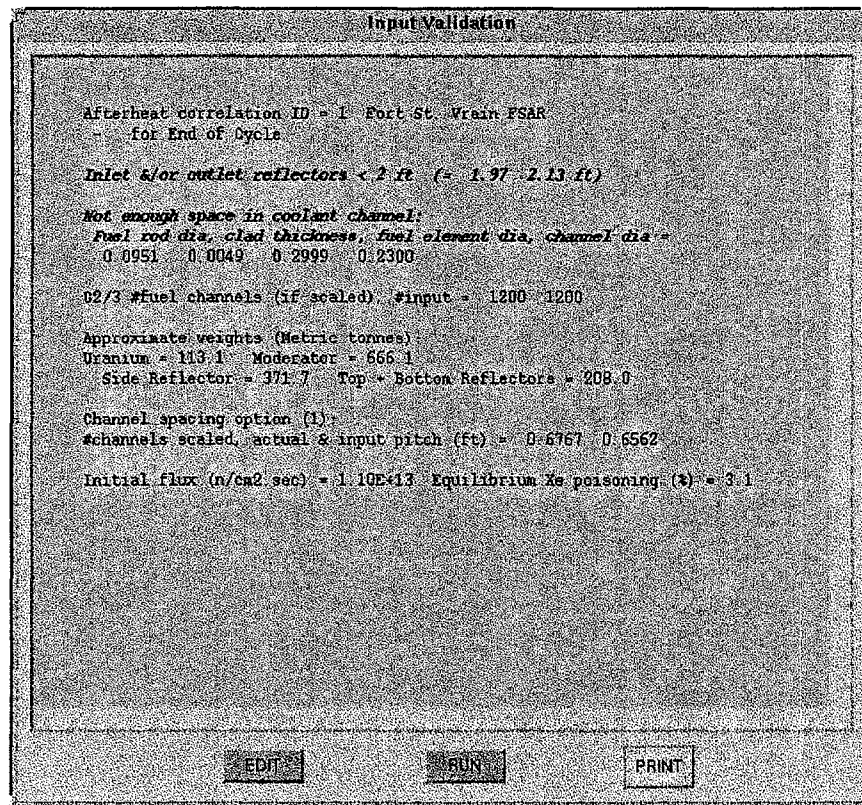 Input Validation
Afterheat correlation ID = 1 Fort St. Vrain FSAR
- for End of Cycle
Inlet &/or outlet reflectors < 2 ft (= 1.97 2.13 ft)
Not enough space in coolant channel:
Fuel rod dia, clad thickness, fuel element dia, channel dia =
0.0951 0.0049 0.2999 0.2300
G2/3 #fuel channels (if scaled) #input = 1200 1200
Approximate weights (Metric tonnes)
Uranium = 113.1 Moderator = 666.1
Side Reflector = 371.7 Top + Bottom Reflectors = 208.0
Channel spacing option (1):
#channels scaled, actual & input pitch (ft) = 0.6767 0.6562
Initial flux (n/cm2 sec) = 1.10E+13 Equilibrium Xe poisoning (%) = 3.1
EDIT
RUN
PRINT